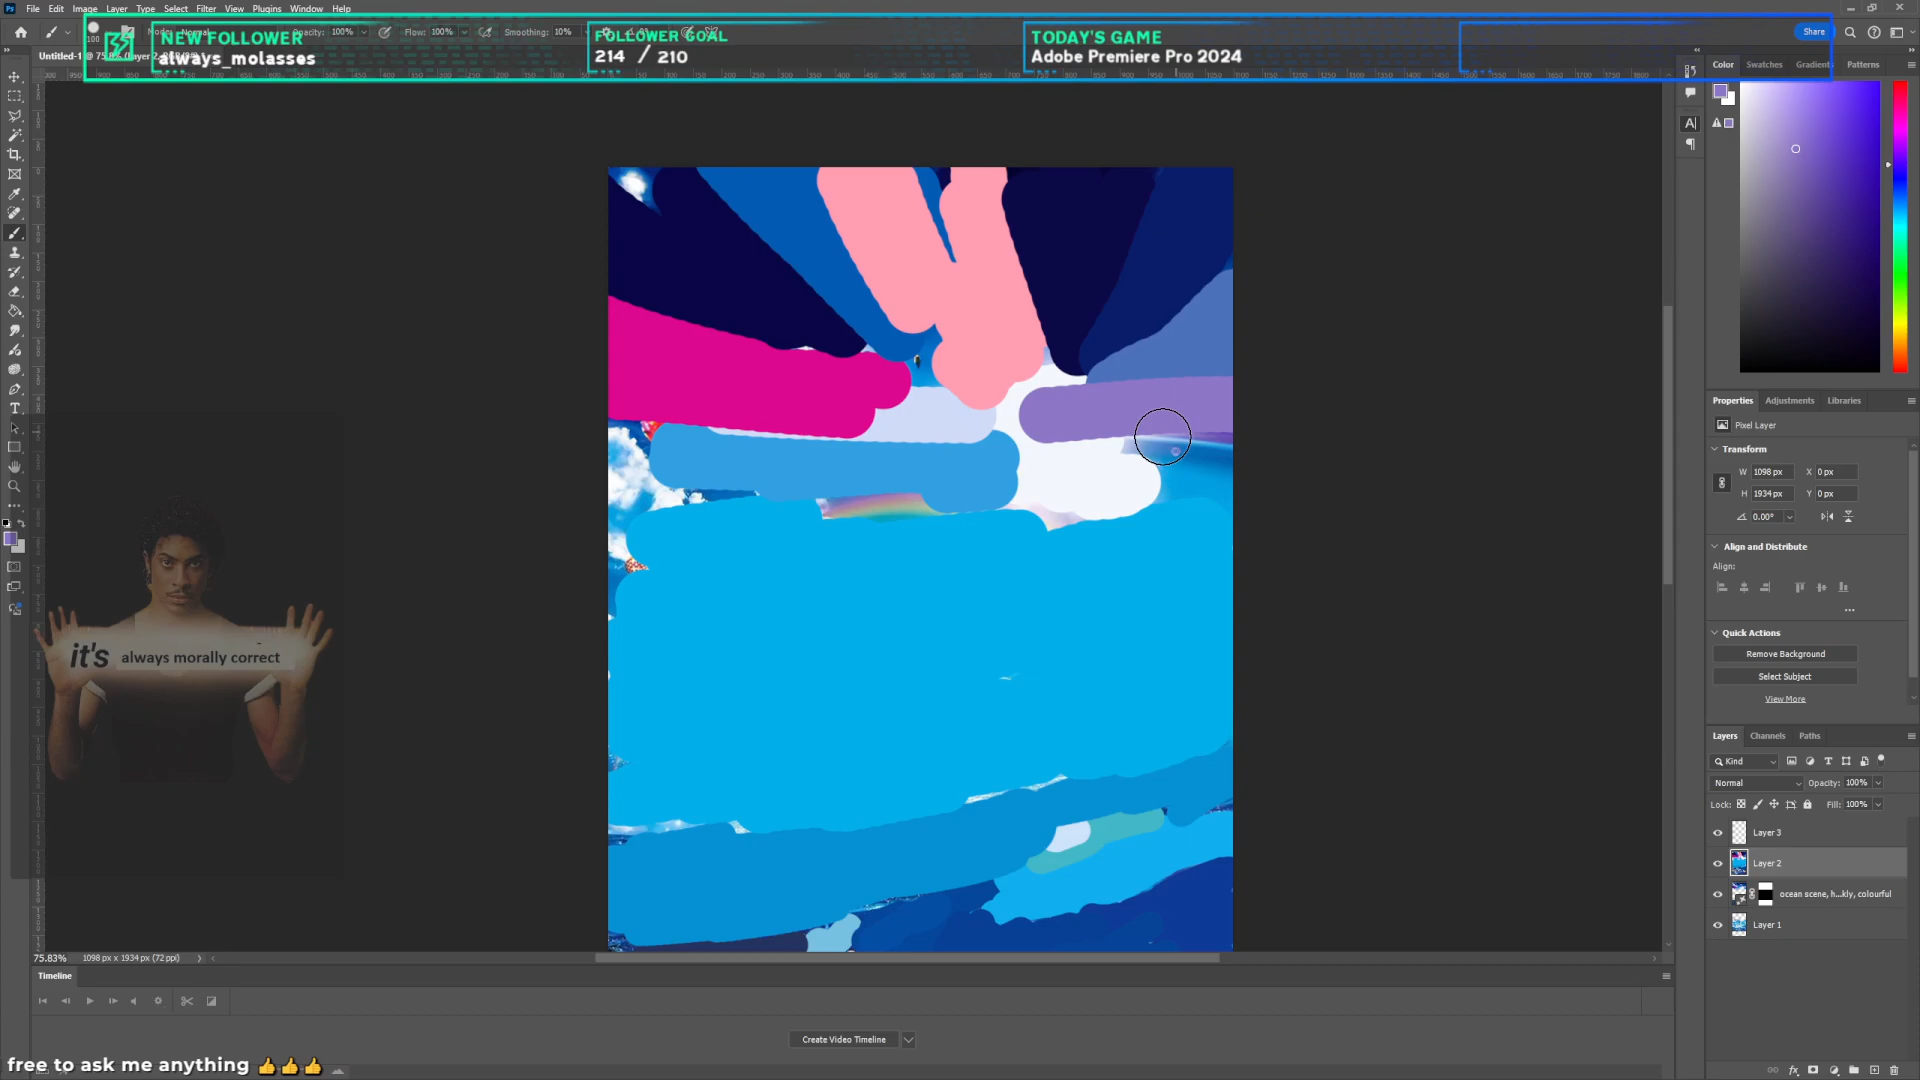 File Edit Image Layer Type Select Filter View Plugins Window Help
NEW FOLLOWER
always_molasses
FOLLOWER GOAL
214 / 210
TODAY'S GAME
Adobe Premiere Pro 2024
Opacity: 100% Flow: 100% Smoothing: 10%
Share
Color Swatches Gradients Patterns
Properties Adjustments Libraries
Pixel Layer
Transform
W 1098 px X 0 px
H 1934 px Y 0 px
0.00°
Align and Distribute
Align:
Quick Actions
Remove Background
Select Subject
View More
Layers Channels Paths
Kind
Normal Opacity: 100%
Lock: Fill: 100%
Layer 3
Layer 2
ocean scene, h...kly, colourful
Layer 1
it's always morally correct
75.83% 1098 px x 1934 px (72 ppi)
Timeline
Create Video Timeline
free to ask me anything 👍👍👍